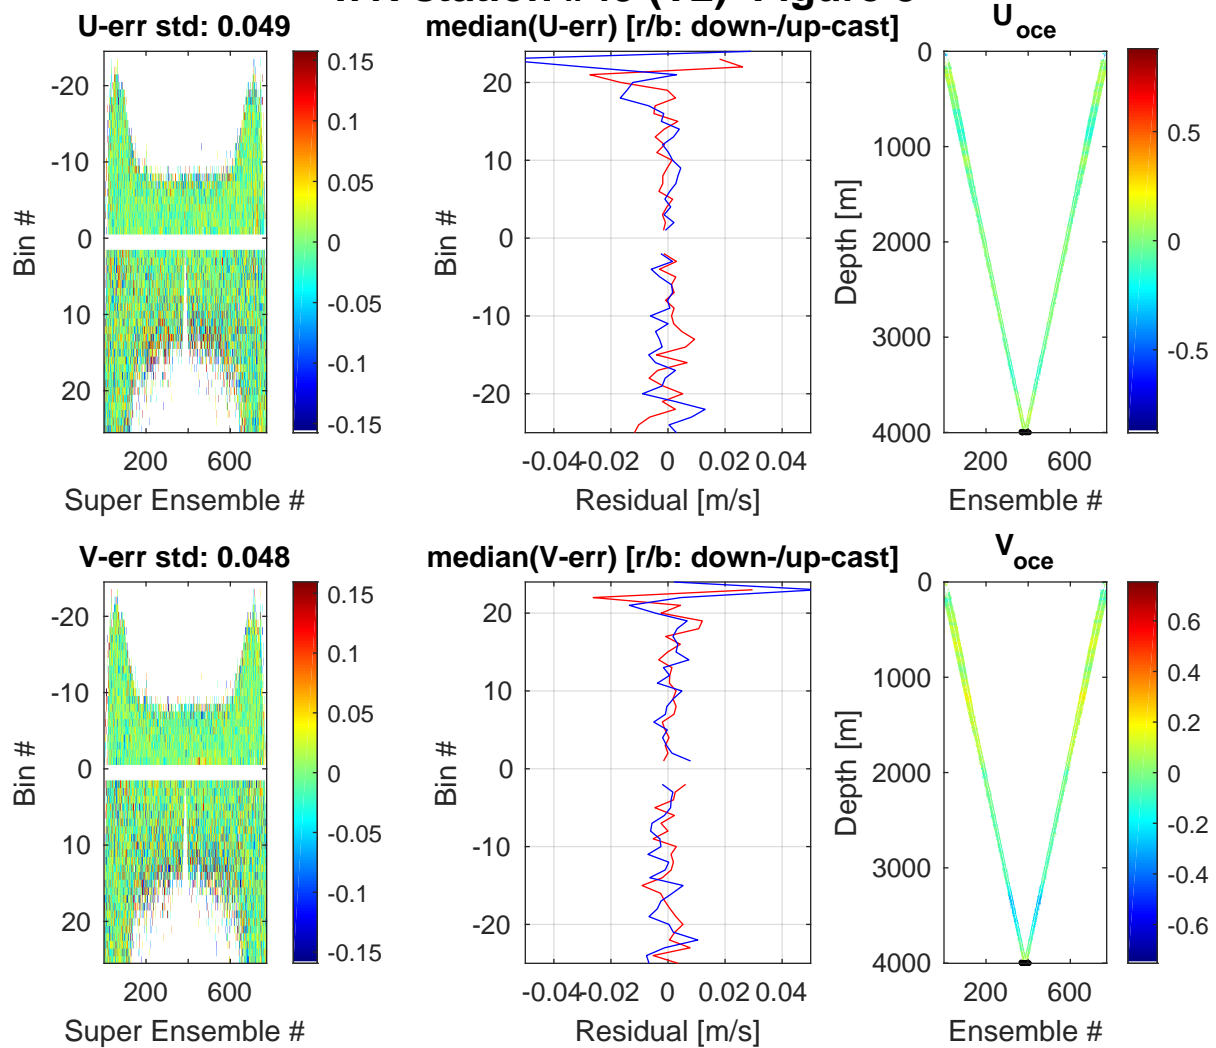 U-err std: 0.049
median(U-err) [r/b: down-/up-cast]
U_oce
-20
-10
0
10
20
200 600
Super Ensemble #
Bin #
0.15
0.1
0.05
0
-0.05
-0.1
-0.15
20
10
0
-10
-20
-0.04 -0.02 0 0.02 0.04
Residual [m/s]
Bin #
0
1000
2000
3000
4000
200 600
Ensemble #
Depth [m]
0.5
0
-0.5
V-err std: 0.048
median(V-err) [r/b: down-/up-cast]
V_oce
-20
-10
0
10
20
200 600
Super Ensemble #
Bin #
0.15
0.1
0.05
0
-0.05
-0.1
-0.15
20
10
0
-10
-20
-0.04 -0.02 0 0.02 0.04
Residual [m/s]
Bin #
0
1000
2000
3000
4000
200 600
Ensemble #
Depth [m]
0.6
0.4
0.2
0
-0.2
-0.4
-0.6